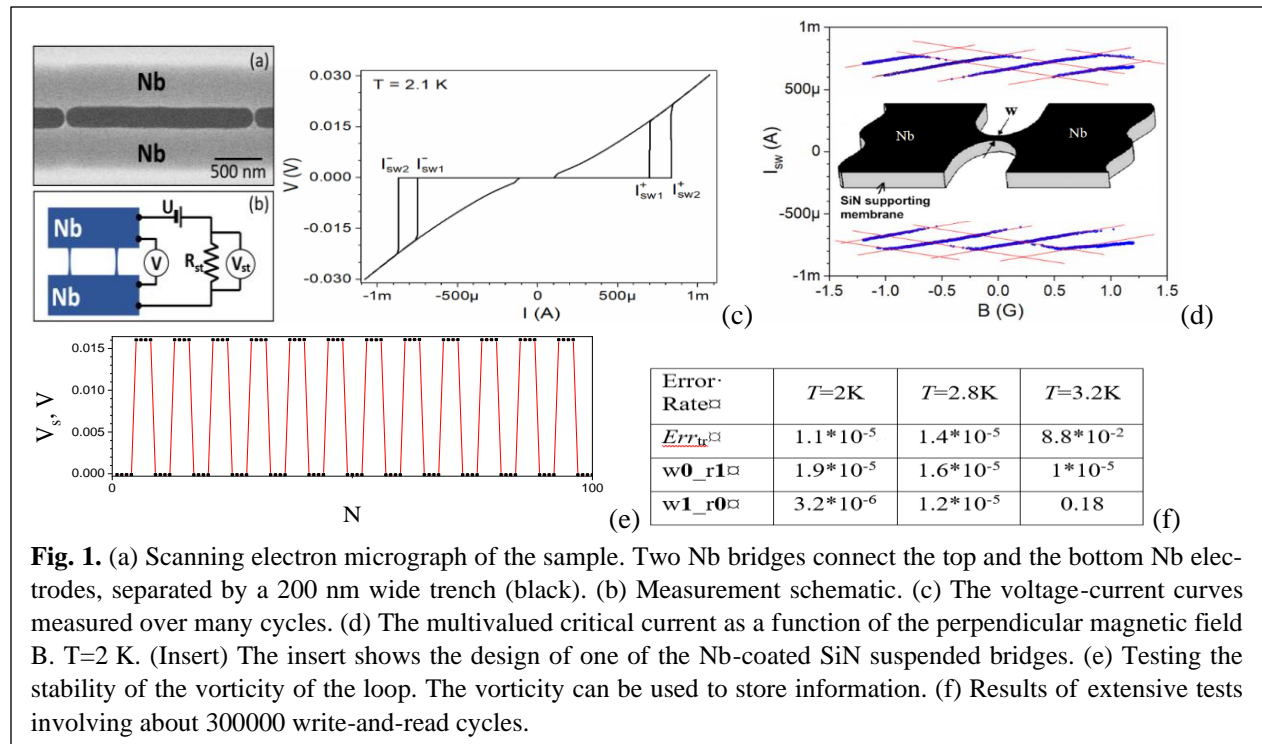 (a)
Nb
Nb
500 nm
(b)
Nb
Nb
U
V
R_st
V_st
T = 2.1 K
V (V)
0.030
0.015
0.000
-0.015
-0.030
I⁻_sw2 I⁻_sw1
I⁺_sw1 I⁺_sw2
-1m -500μ 0 500μ 1m
I (A)
(c)
I_sw (A)
1m
500μ
0
-500μ
-1m
w
Nb
Nb
SiN supporting
membrane
-1.5 -1.0 -0.5 0.0 0.5 1.0 1.5
B (G)
(d)
V_s, V
0.015
0.010
0.005
0.000
0 100
N
(e)
Error·
Rate¤ T=2K T=2.8K T=3.2K
Err_tr¤ 1.1*10⁻⁵ 1.4*10⁻⁵ 8.8*10⁻²
w0_r1¤ 1.9*10⁻⁵ 1.6*10⁻⁵ 1*10⁻⁵
w1_r0¤ 3.2*10⁻⁶ 1.2*10⁻⁵ 0.18
(f)
Fig. 1. (a) Scanning electron micrograph of the sample. Two Nb bridges connect the top and the bottom Nb elec-
trodes, separated by a 200 nm wide trench (black). (b) Measurement schematic. (c) The voltage-current curves
measured over many cycles. (d) The multivalued critical current as a function of the perpendicular magnetic field
B. T=2 K. (Insert) The insert shows the design of one of the Nb-coated SiN suspended bridges. (e) Testing the
stability of the vorticity of the loop. The vorticity can be used to store information. (f) Results of extensive tests
involving about 300000 write-and-read cycles.